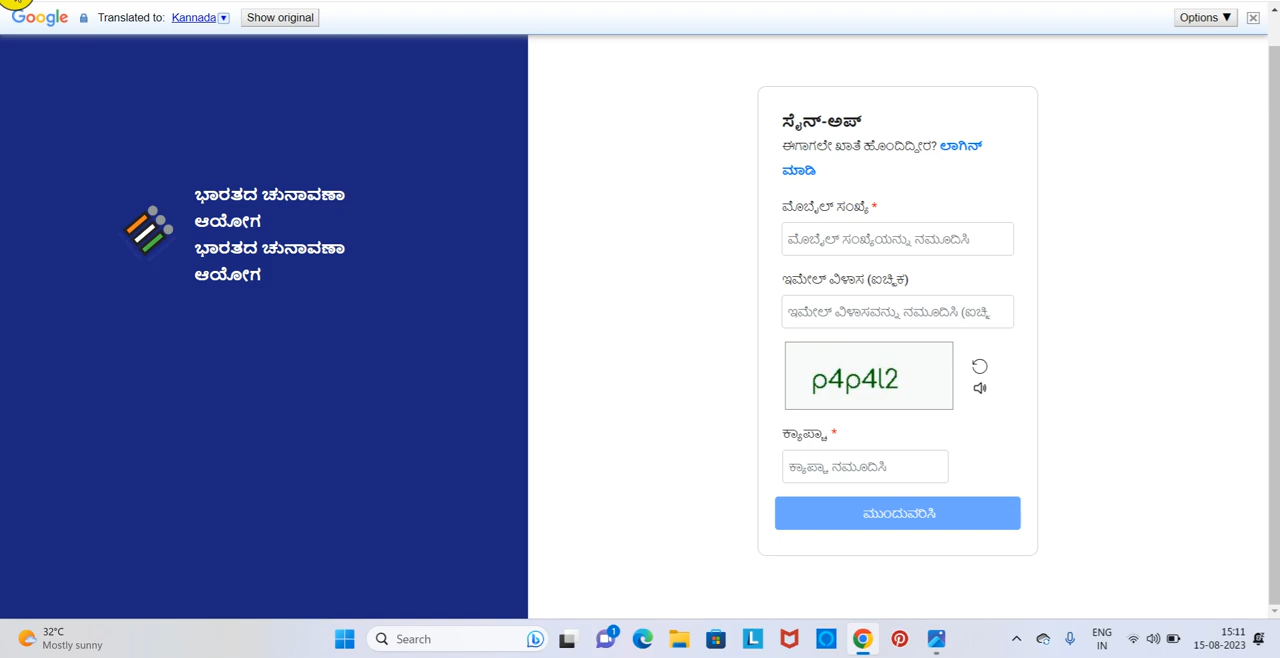 Google Translated to: Kannada ▼ Show original Options ▼
ಭಾರತದ ಚುನಾವಣಾ
ಆಯೋಗ
ಭಾರತದ ಚುನಾವಣಾ
ಆಯೋಗ
ಸೈನ್-ಅಪ್
ಈಗಾಗಲೇ ಖಾತೆ ಹೊಂದಿದ್ದೀರ? ಲಾಗಿನ್
ಮಾಡಿ
ಮೊಬೈಲ್ ಸಂಖ್ಯೆ *
ಮೊಬೈಲ್ ಸಂಖ್ಯೆಯನ್ನು ನಮೂದಿಸಿ
ಇಮೇಲ್ ವಿಳಾಸ (ಐಚ್ಛಿಕ)
ಇಮೇಲ್ ವಿಳಾಸವನ್ನು ನಮೂದಿಸಿ (ಐಚ್ಛಿ
p4p4l2
ಕ್ಯಾಪ್ಚಾ *
ಕ್ಯಾಪ್ಚಾ ನಮೂದಿಸಿ
ಮುಂದುವರಿಸಿ
32°C
Mostly sunny
Search
1
ENG
IN
15:11
15-08-2023